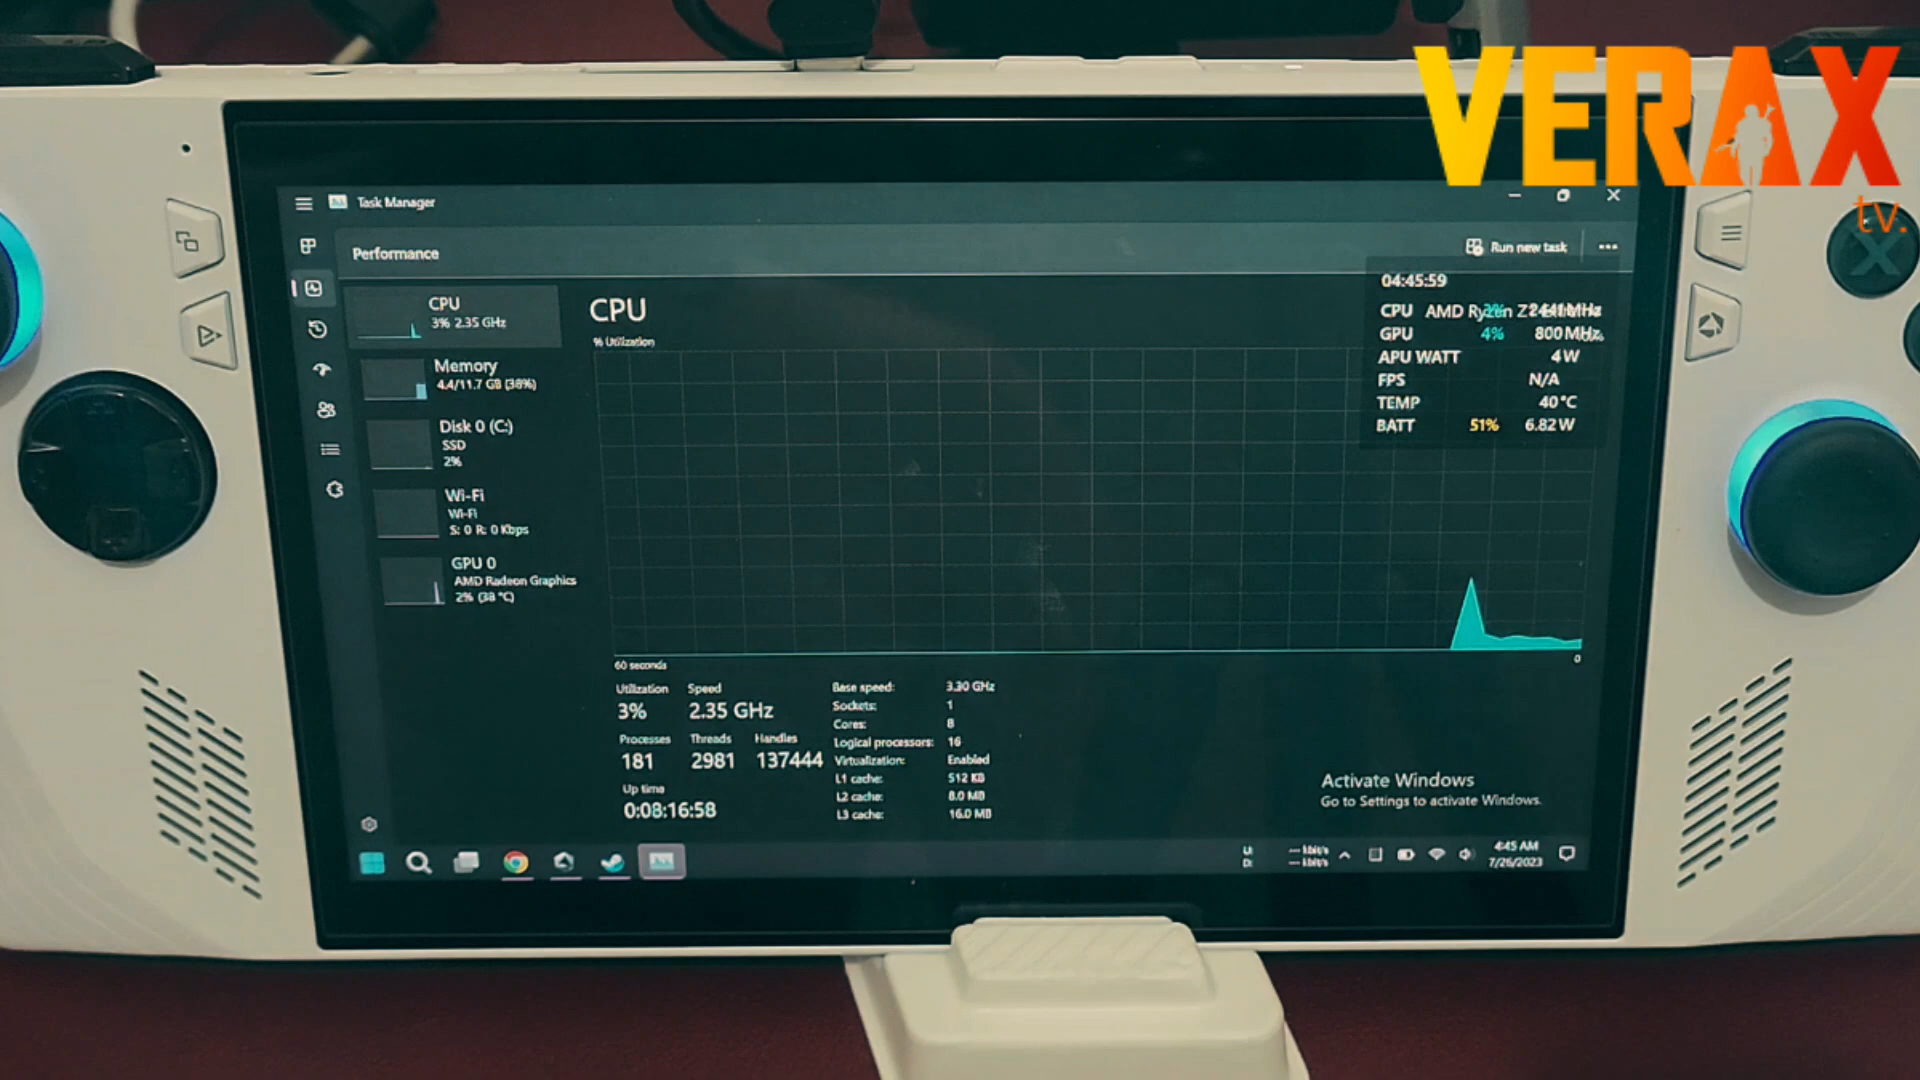 VERAX
tv.
Task Manager
Performance
Run new task
CPU
3% 2.35 GHz
Memory
4.4/11.7 GB (38%)
Disk 0 (C:)
SSD
2%
Wi-Fi
Wi-Fi
S: 0 R: 0 Kbps
GPU 0
AMD Radeon Graphics
2% (38 °C)
CPU
% Utilization
04:45:59
CPU AMD Ryzen
GPU 4% 800 MHz
APU WATT 4 W
FPS N/A
TEMP 40 °C
BATT 51% 6.82 W
60 seconds
0
Utilization Speed
3% 2.35 GHz
Processes Threads Handles
181 2981 137444
Up time
0:08:16:58
Base speed: 3.30 GHz
Sockets: 1
Cores: 8
Logical processors: 16
Virtualization: Enabled
L1 cache: 512 KB
L2 cache: 8.0 MB
L3 cache: 16.0 MB
Activate Windows
Go to Settings to activate Windows.
U: --- kbit/s
D: --- kbit/s
4:45 AM
7/26/2023
X